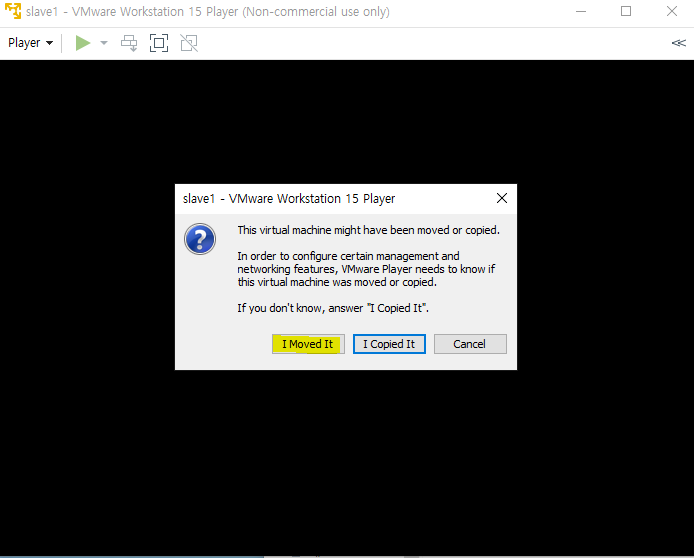 slave1 - VMware Workstation 15 Player (Non-commercial use only)
Player
slave1 - VMware Workstation 15 Player
This virtual machine might have been moved or copied.
In order to configure certain management and
networking features, VMware Player needs to know if
this virtual machine was moved or copied.
If you don't know, answer "I Copied It".
I Moved It
I Copied It
Cancel